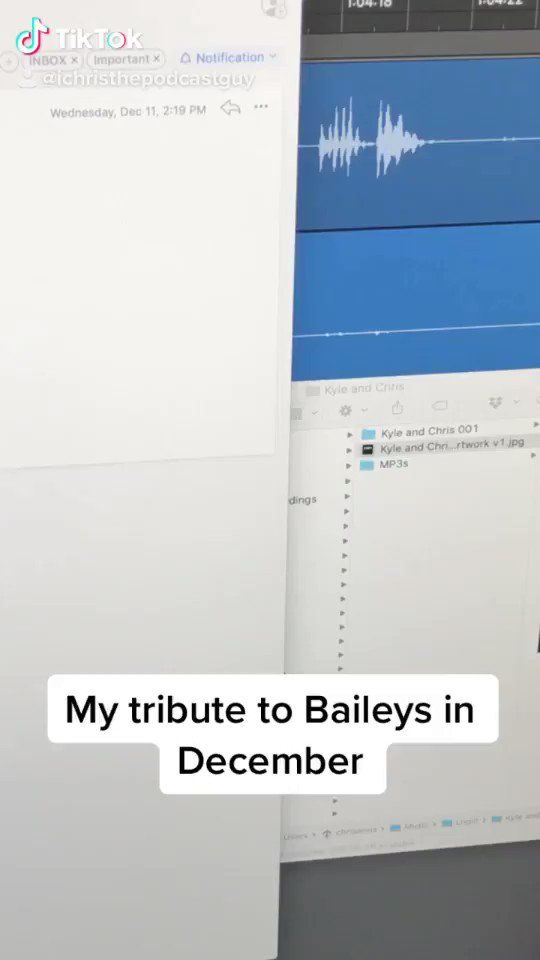 1:04:18
1:04:22
TikTok
INBOX ×
Important ×
Notification
@ichristhepodcastguy
Wednesday, Dec 11, 2:19 PM
Kyle and Chris
Kyle and Chris 001
Kyle and Chri...rtwork v1.jpg
MP3s
dings
My tribute to Baileys in
December
Kyle and